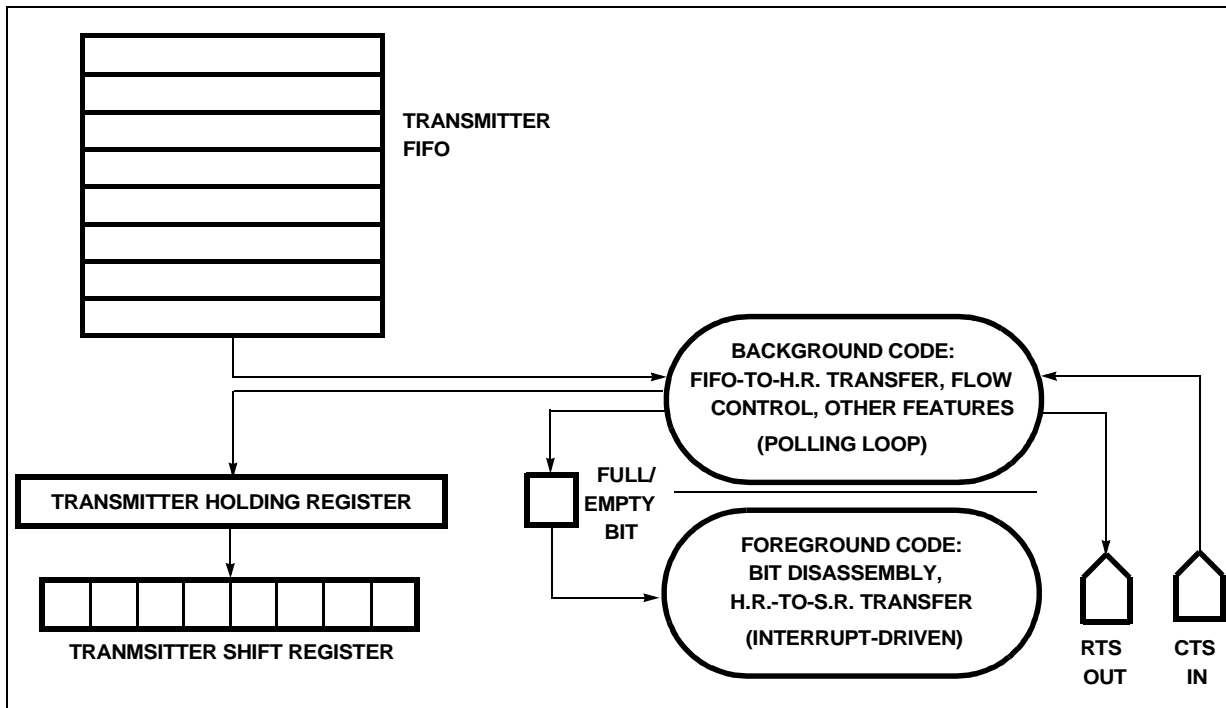 TRANSMITTER
FIFO
BACKGROUND CODE:
FIFO-TO-H.R. TRANSFER, FLOW
CONTROL, OTHER FEATURES
(POLLING LOOP)
TRANSMITTER HOLDING REGISTER
FULL/
EMPTY
BIT
FOREGROUND CODE:
BIT DISASSEMBLY,
H.R.-TO-S.R. TRANSFER
(INTERRUPT-DRIVEN)
TRANMSITTER SHIFT REGISTER
RTS
OUT
CTS
IN